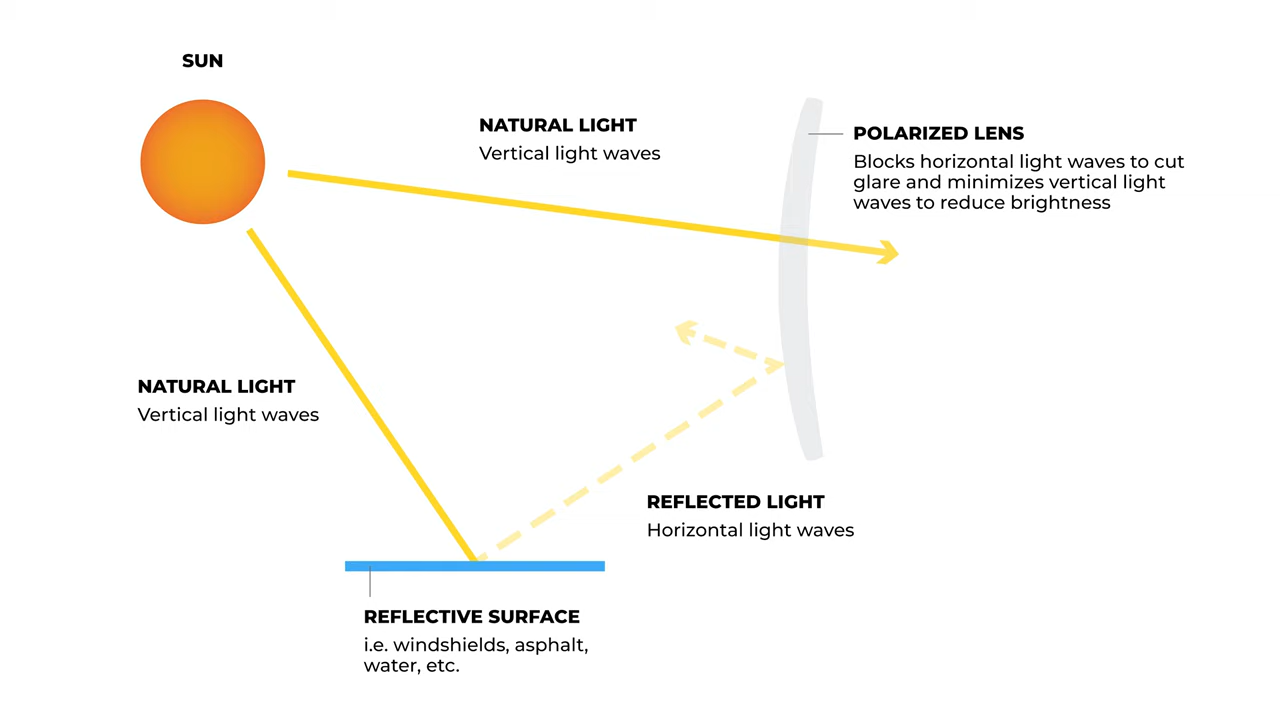 SUN
NATURAL LIGHT
Vertical light waves
POLARIZED LENS
Blocks horizontal light waves to cut
glare and minimizes vertical light
waves to reduce brightness
NATURAL LIGHT
Vertical light waves
REFLECTED LIGHT
Horizontal light waves
REFLECTIVE SURFACE
i.e. windshields, asphalt,
water, etc.